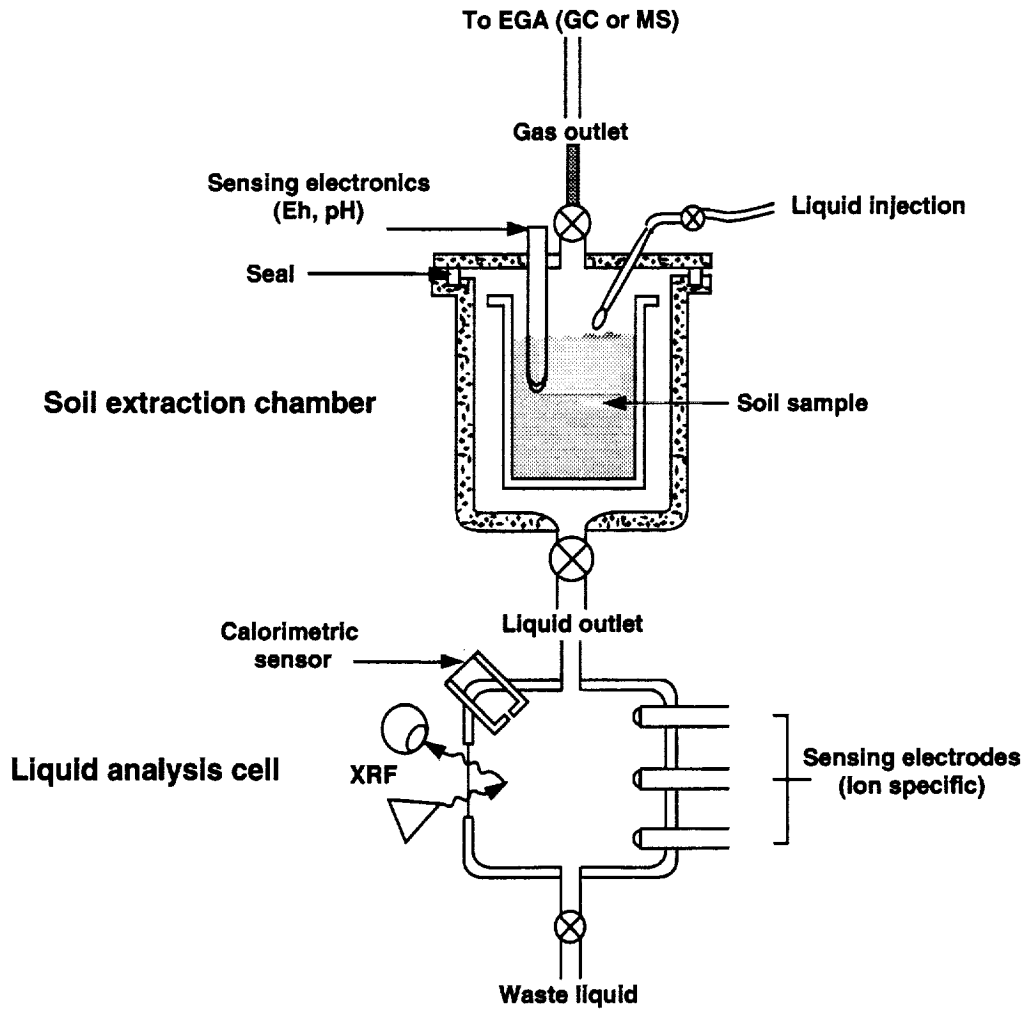 To EGA (GC or MS)
Gas outlet
Sensing electronics
(Eh, pH)
Liquid injection
Seal
Soil extraction chamber
Soil sample
Liquid outlet
Calorimetric
sensor
Liquid analysis cell
XRF
Sensing electrodes
(Ion specific)
Waste liquid